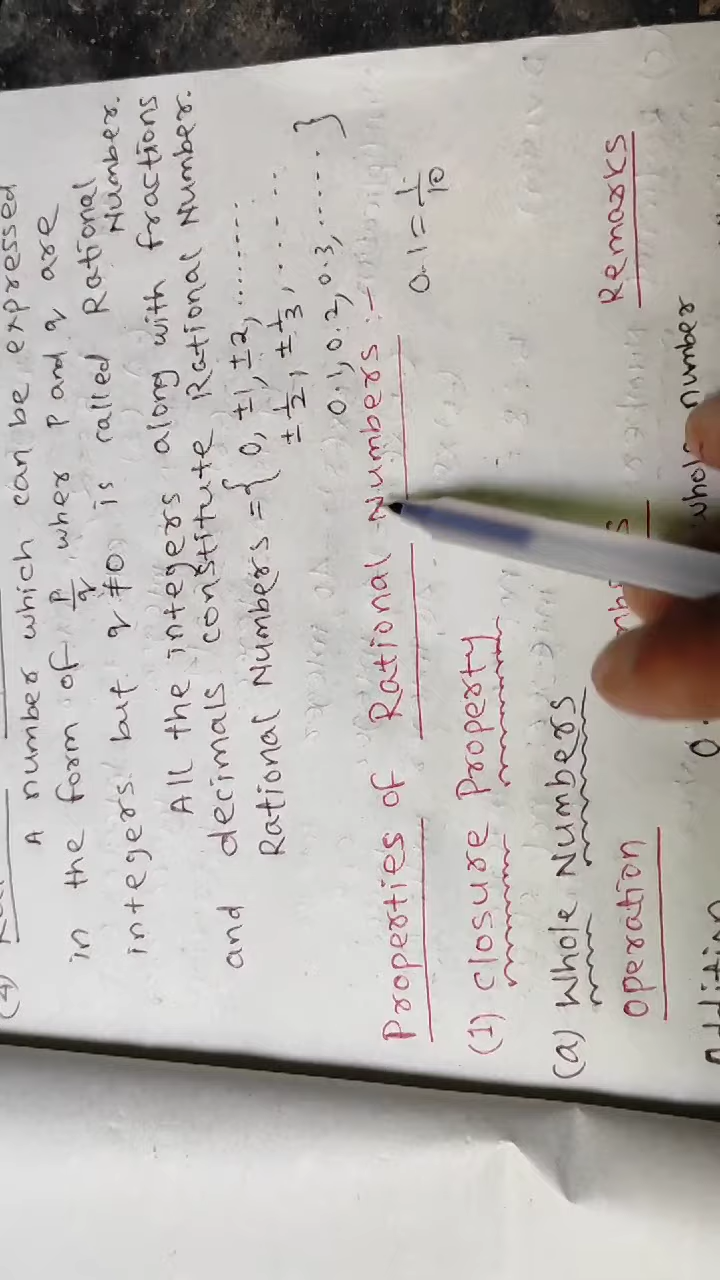 (4)
A number which can be expressed
in the form of p/q, wher p and q are
integers but q ≠ 0 is called Rational
Number.
All the integers along with fractions
and decimals constitute Rational Number.
Rational Numbers = { 0, ±1, ±2, ........
± 1/2, ± 1/3, ......
0.1, 0.2, 0.3, ...... }
Properties of Rational Numbers :-
0.1 = 1/10
(1) Closure Property
(a) Whole Numbers
Operation Remarks
Addition whole number